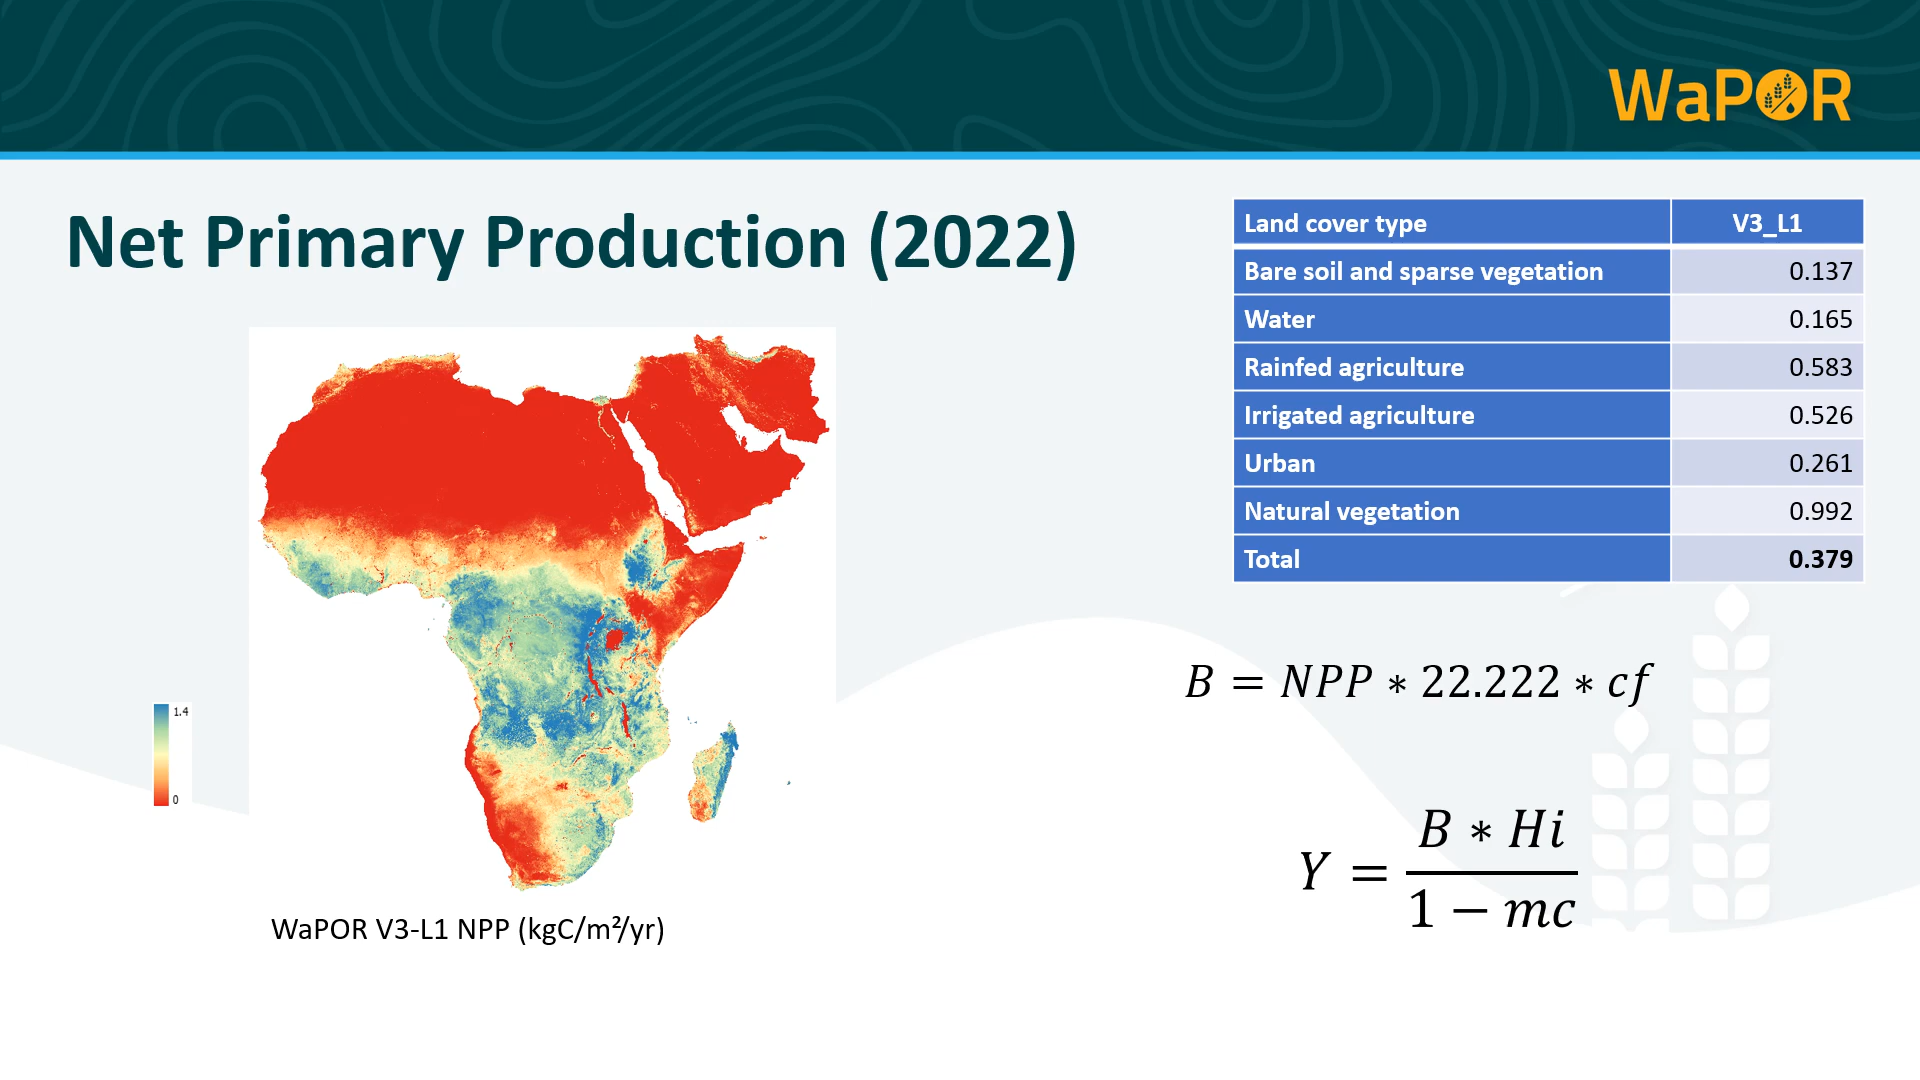 WaPOR
Net Primary Production (2022)
Land cover type V3_L1
Bare soil and sparse vegetation 0.137
Water 0.165
Rainfed agriculture 0.583
Irrigated agriculture 0.526
Urban 0.261
Natural vegetation 0.992
Total 0.379
1.4
0
WaPOR V3-L1 NPP (kgC/m²/yr)
B = NPP * 22.222 * cf
Y = \frac{B * Hi}{1 − mc}